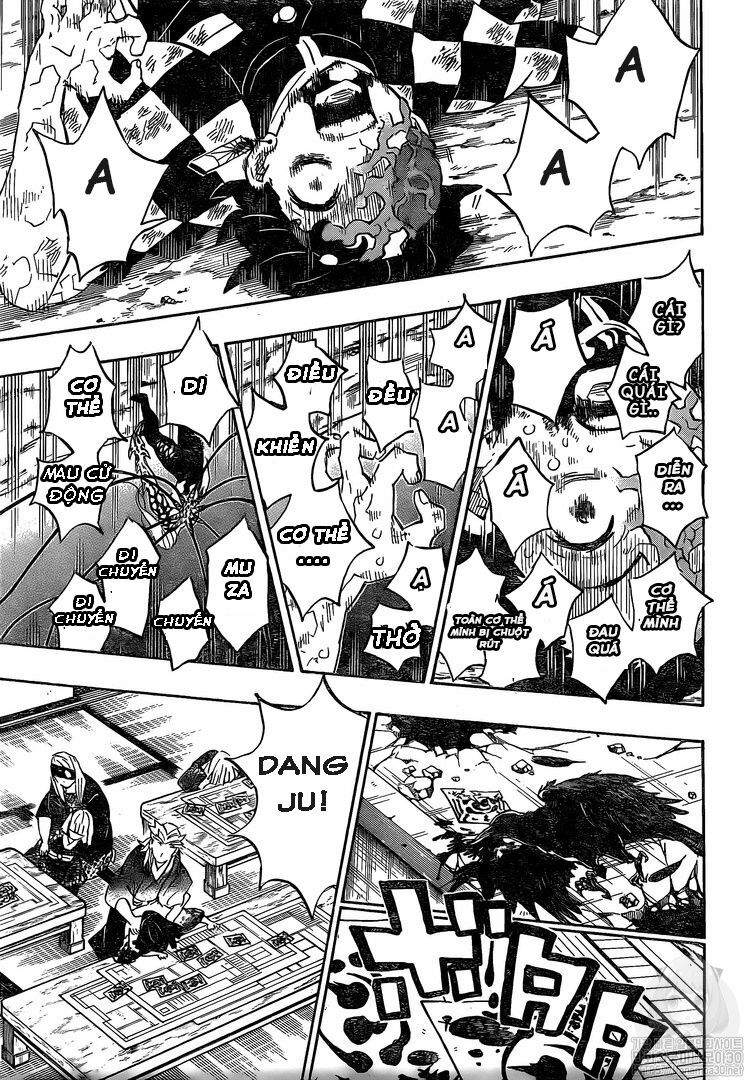 A
A
A
CÁI
GÌ?
CÁI
QUÁI
GÌ..
DIỄN
RA ...
CƠ
THỂ
MÌNH
ĐAU
QUÁ
Á
Á
Á
TOÀN CƠ THỂ
MÌNH BỊ CHUỘT
RÚT
A
A
ĐỀU
ĐIỀU
KHIỂN
CƠ THỂ
....
Ạ
THỞ
DI
CƠ
THỂ
MAU CỬ
ĐỘNG
MU
ZA
DI
CHUYỂN
CHUYỂN
DI
CHUYỂN
DANG
JU!